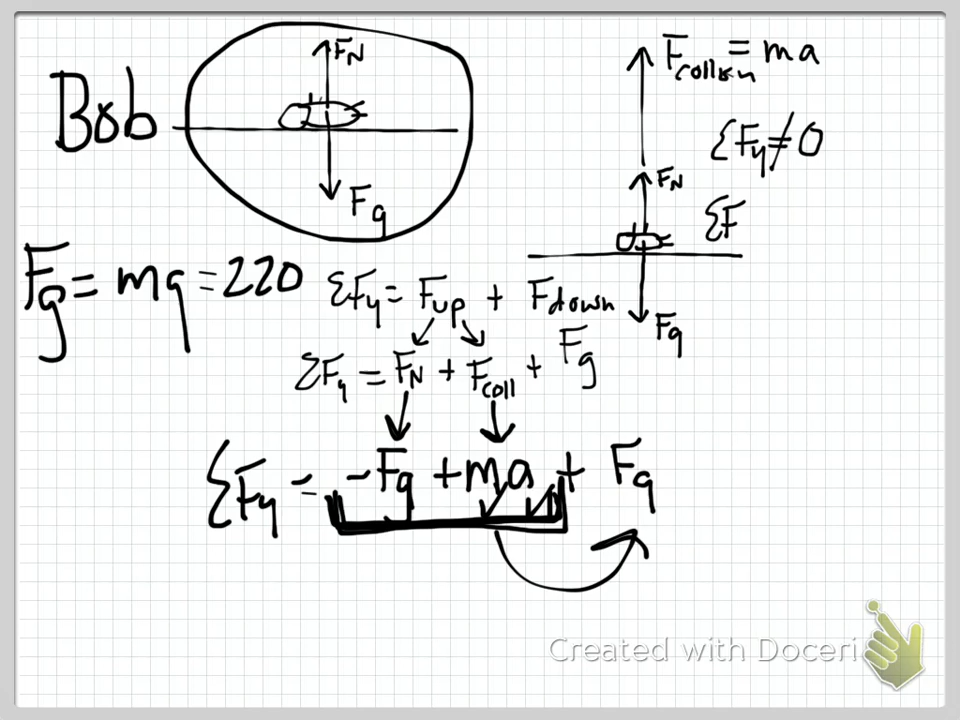 Bob
F_N
F_g
F_collison = ma
ΣF_y ≠ 0
F_N
ΣF
F_g
F_g = mg = 220
ΣF_y = F_up + F_down
ΣF_y = F_N + F_coll + F_g
ΣF_y = -F_g + ma + F_g
Created with Doceri